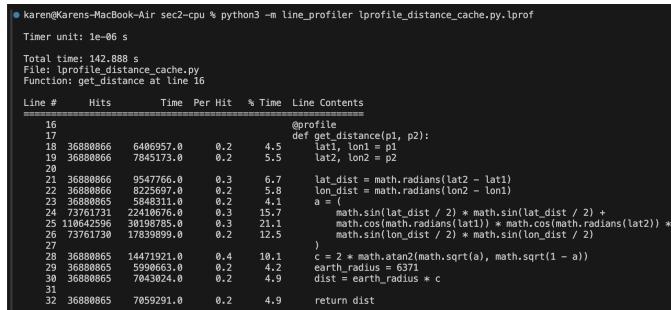 karen@Karens-MacBook-Air sec2-cpu % python3 -m line_profiler lprofile_distance_cache.py.lprof
Timer unit: 1e-06 s
Total time: 142.888 s
File: lprofile_distance_cache.py
Function: get_distance at line 16
Line #      Hits         Time  Per Hit   % Time  Line Contents
==============================================================
    16                                           @profile
    17                                           def get_distance(p1, p2):
    18  36880866    6406957.0      0.2      4.5      lat1, lon1 = p1
    19  36880866    7845173.0      0.2      5.5      lat2, lon2 = p2
    20
    21  36880866    9547766.0      0.3      6.7      lat_dist = math.radians(lat2 - lat1)
    22  36880866    8225697.0      0.2      5.8      lon_dist = math.radians(lon2 - lon1)
    23  36880865    5848311.0      0.2      4.1      a = (
    24  73761731   22410676.0      0.3     15.7          math.sin(lat_dist / 2) * math.sin(lat_dist / 2) +
    25 110642596   30198785.0      0.3     21.1          math.cos(math.radians(lat1)) * math.cos(math.radians(lat2)) *
    26  73761730   17839899.0      0.2     12.5          math.sin(lon_dist / 2) * math.sin(lon_dist / 2)
    27                                               )
    28  36880865   14471921.0      0.4     10.1      c = 2 * math.atan2(math.sqrt(a), math.sqrt(1 - a))
    29  36880865    5990663.0      0.2      4.2      earth_radius = 6371
    30  36880865    7043024.0      0.2      4.9      dist = earth_radius * c
    31
    32  36880865    7059291.0      0.2      4.9      return dist